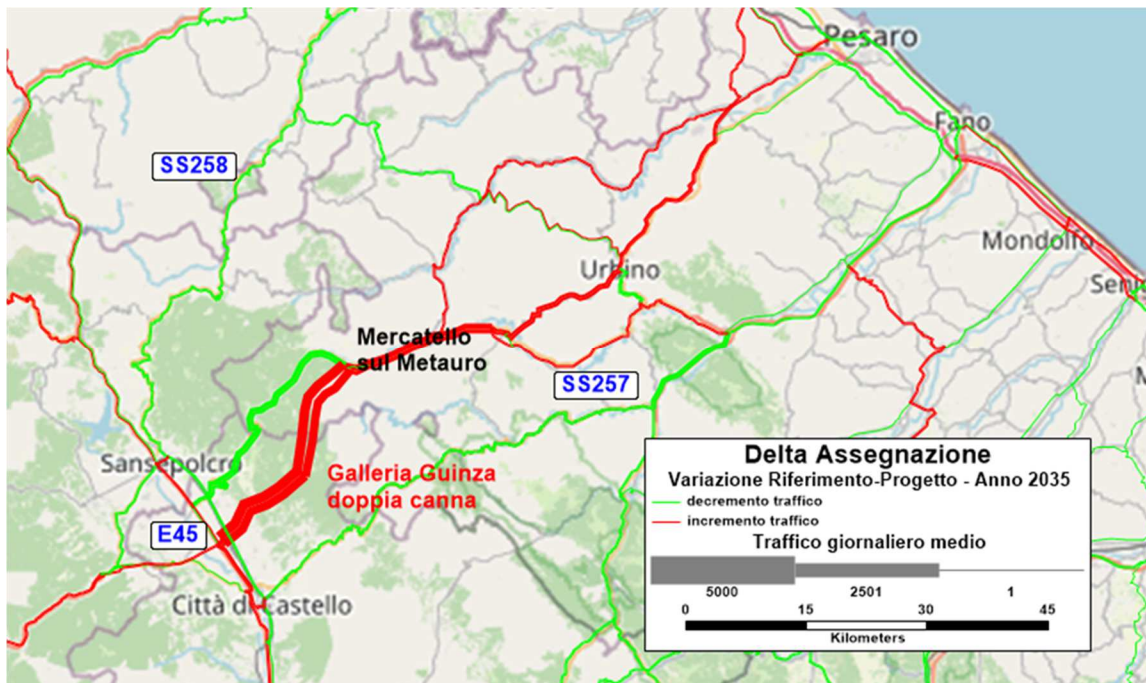 Pesaro
Fano
SS258
Mondolfo
Urbino
Mercatello
sul Metauro
SS257
Sansepolcro
Galleria Guinza
doppia canna
E45
Città di Castello
Delta Assegnazione
Variazione Riferimento-Progetto - Anno 2035
decremento traffico
incremento traffico
Traffico giornaliero medio
5000 2501 1
0 15 30 45
Kilometers